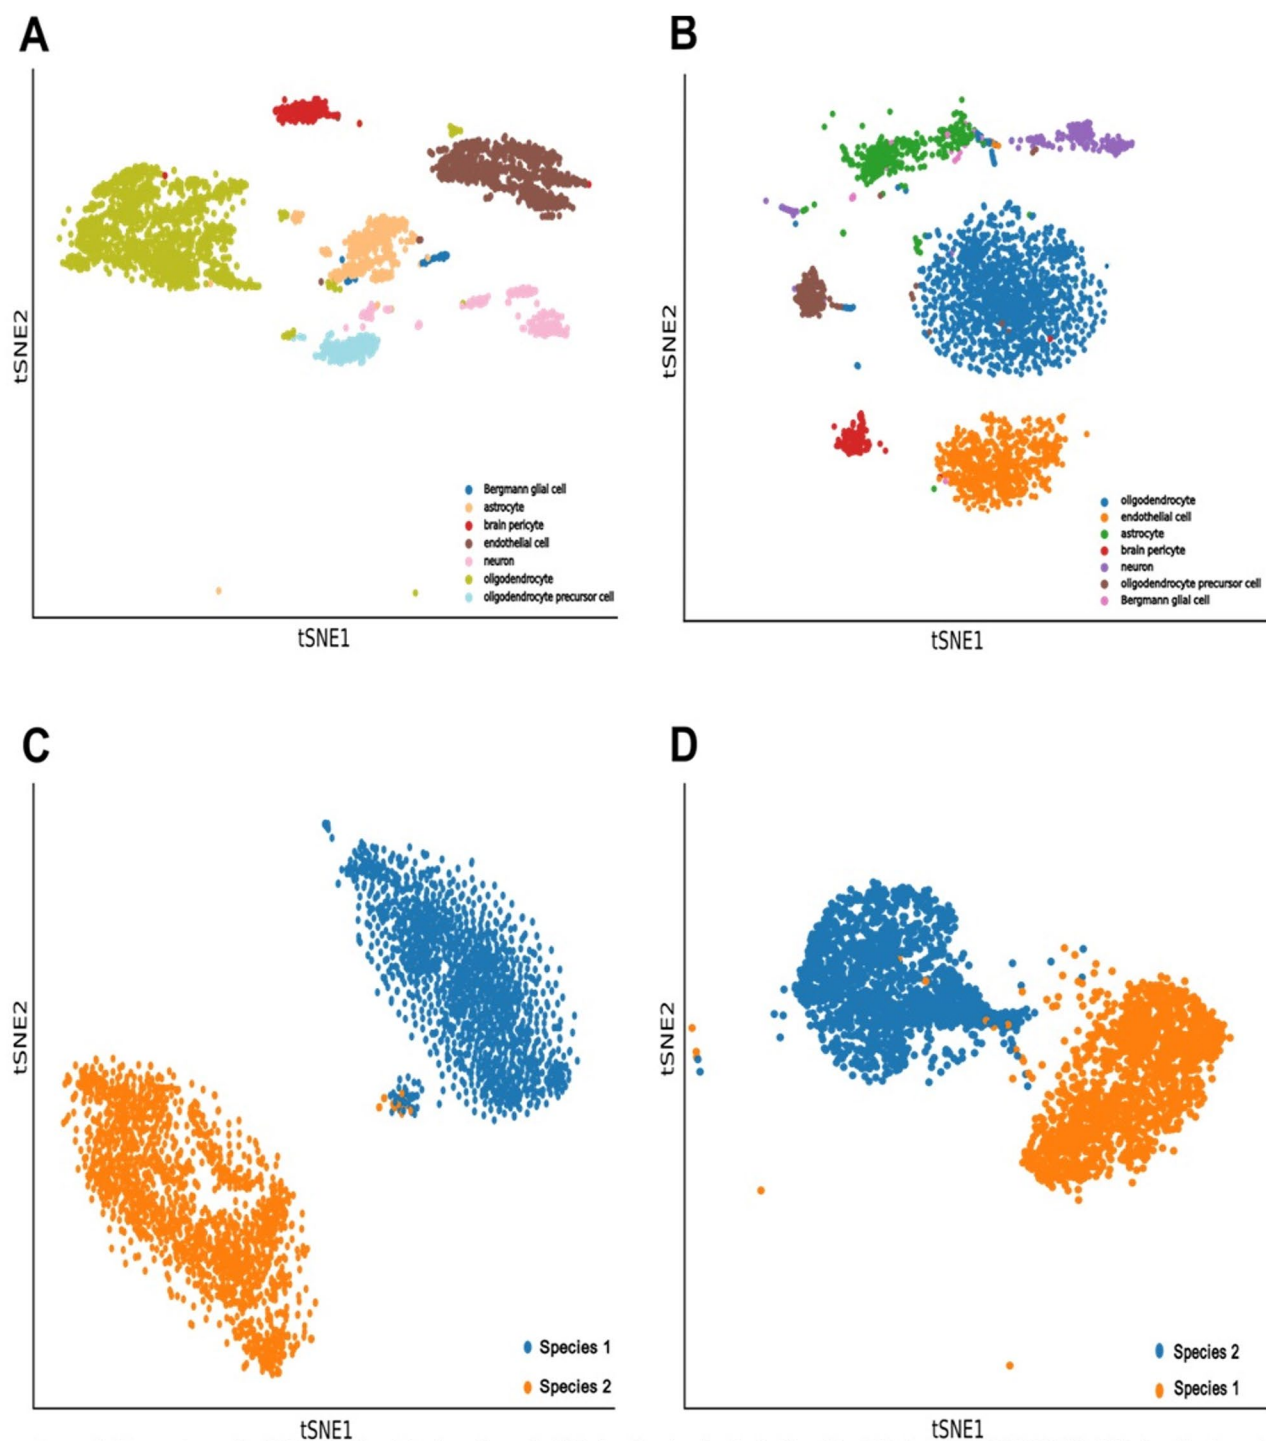 A
B
tSNE2
tSNE2
Bergmann glial cell
astrocyte
brain pericyte
endothelial cell
neuron
oligodendrocyte
oligodendrocyte precursor cell
oligodendrocyte
endothelial cell
astrocyte
brain pericyte
neuron
oligodendrocyte precursor cell
Bergmann glial cell
tSNE1
tSNE1
C
D
tSNE2
tSNE2
Species 1
Species 2
Species 2
Species 1
tSNE1
tSNE1